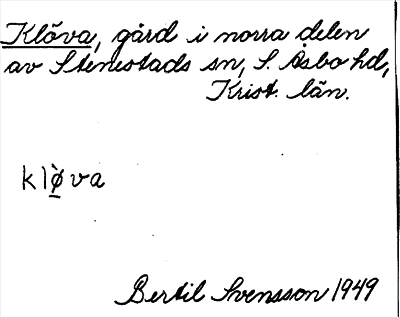 Klöva, gård i norra delen
av Stenestads sn, S. Åsbo hd,
Krist. län.
klø̠̀va
Bertil Svensson 1949